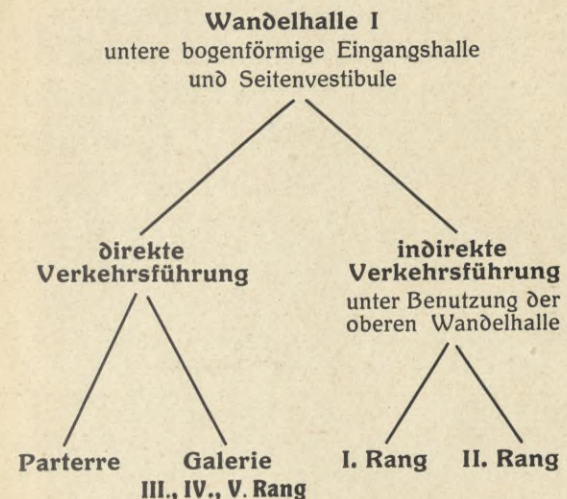 Wandelhalle I
untere bogenförmige Eingangshalle
und Seitenvestibule
direkte
Verkehrsführung
indirekte
Verkehrsführung
unter Benutzung der
oberen Wandelhalle
Parterre
Galerie
III., IV., V. Rang
I. Rang
II. Rang